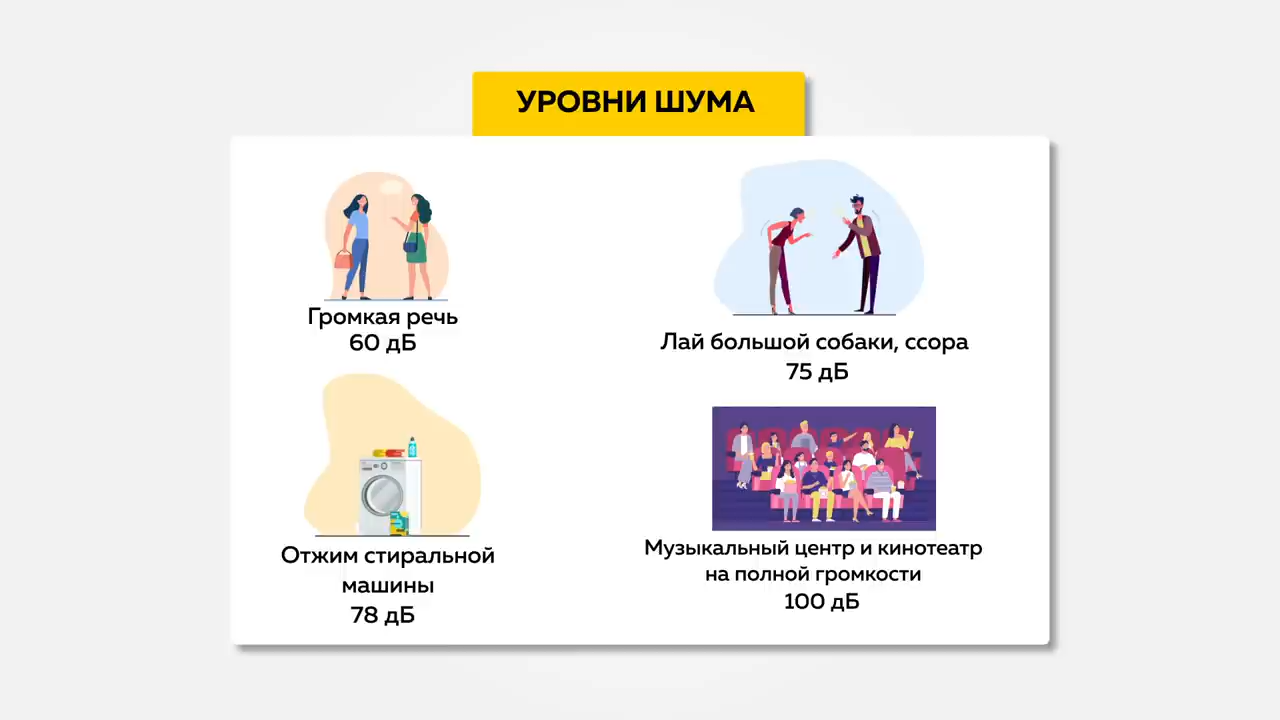 УРОВНИ ШУМА
Громкая речь
60 дБ
Лай большой собаки, ссора
75 дБ
Отжим стиральной
машины
78 дБ
Музыкальный центр и кинотеатр
на полной громкости
100 дБ